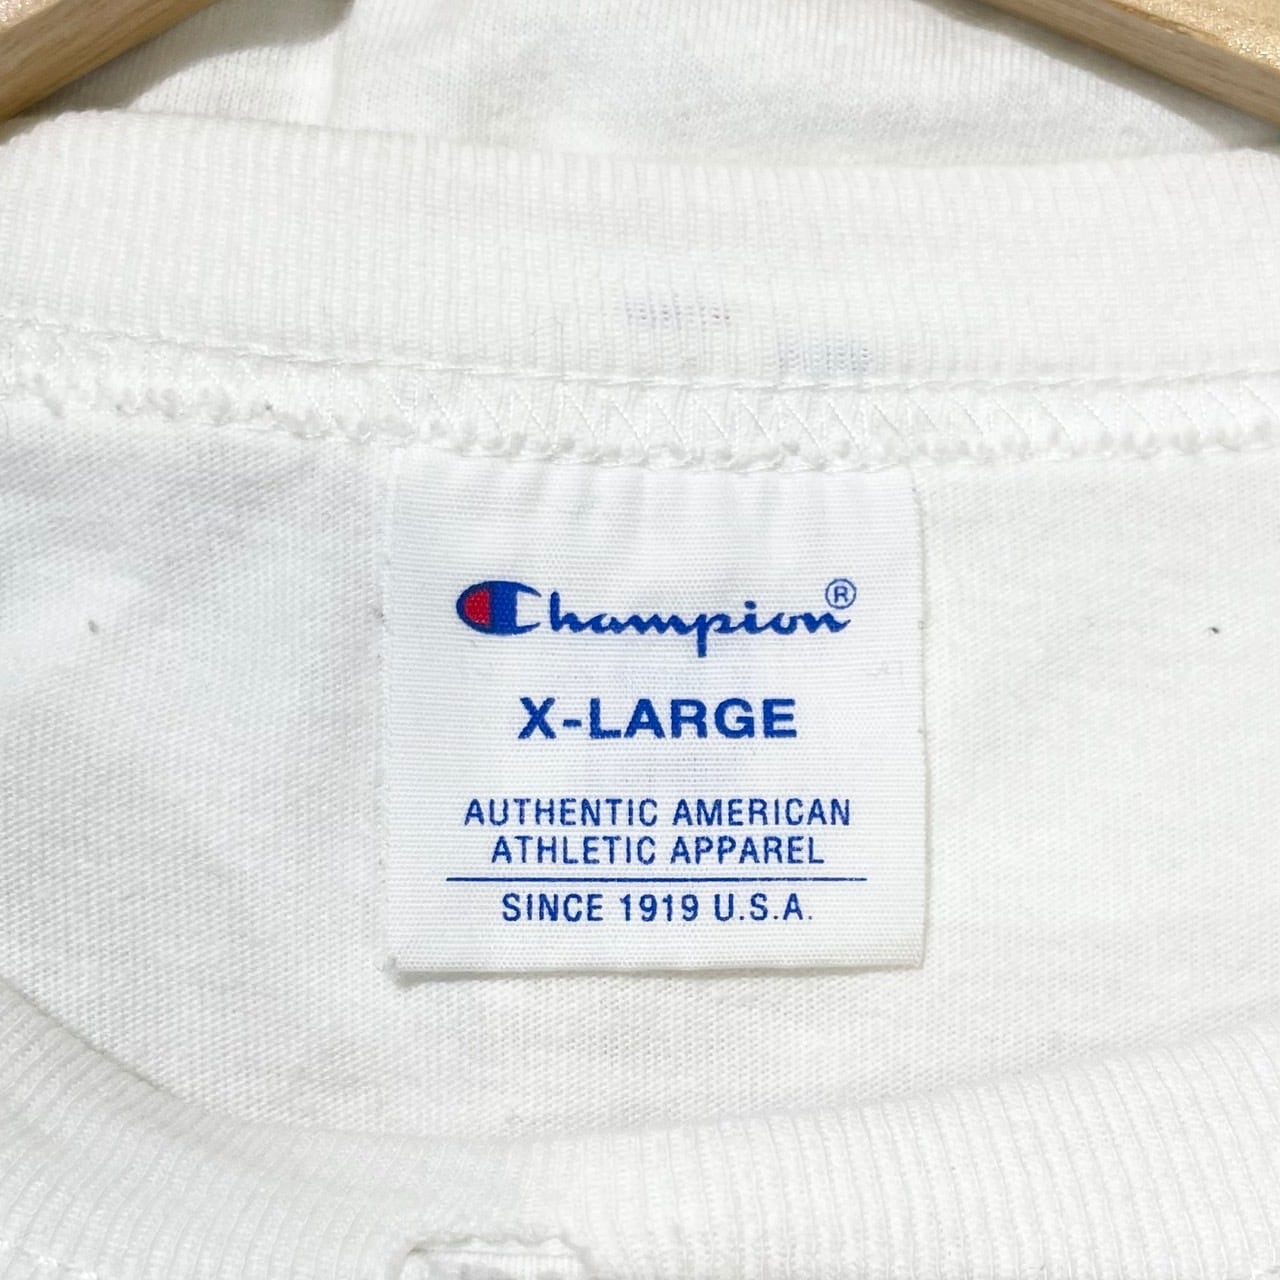 Champion®
X-LARGE
AUTHENTIC AMERICAN
ATHLETIC APPAREL
SINCE 1919 U.S.A.